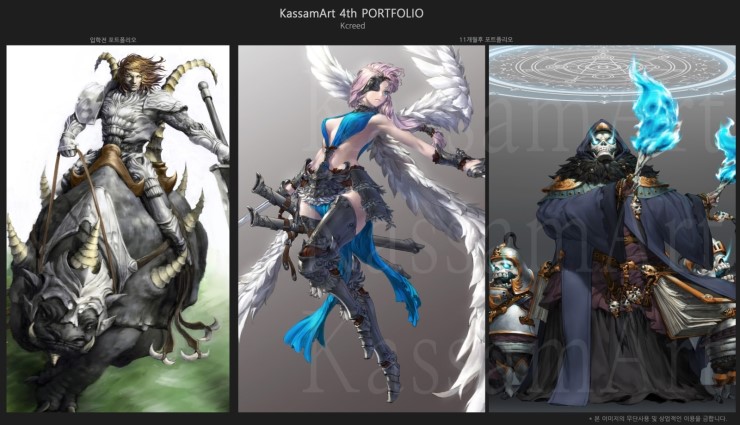 KassamArt 4th PORTFOLIO
Kcreed
입학전 포트폴리오
11개월후 포트폴리오
KassamArt
KassamArt
KassamArt
* 본 이미지의 무단사용 및 상업적인 이용을 금합니다.